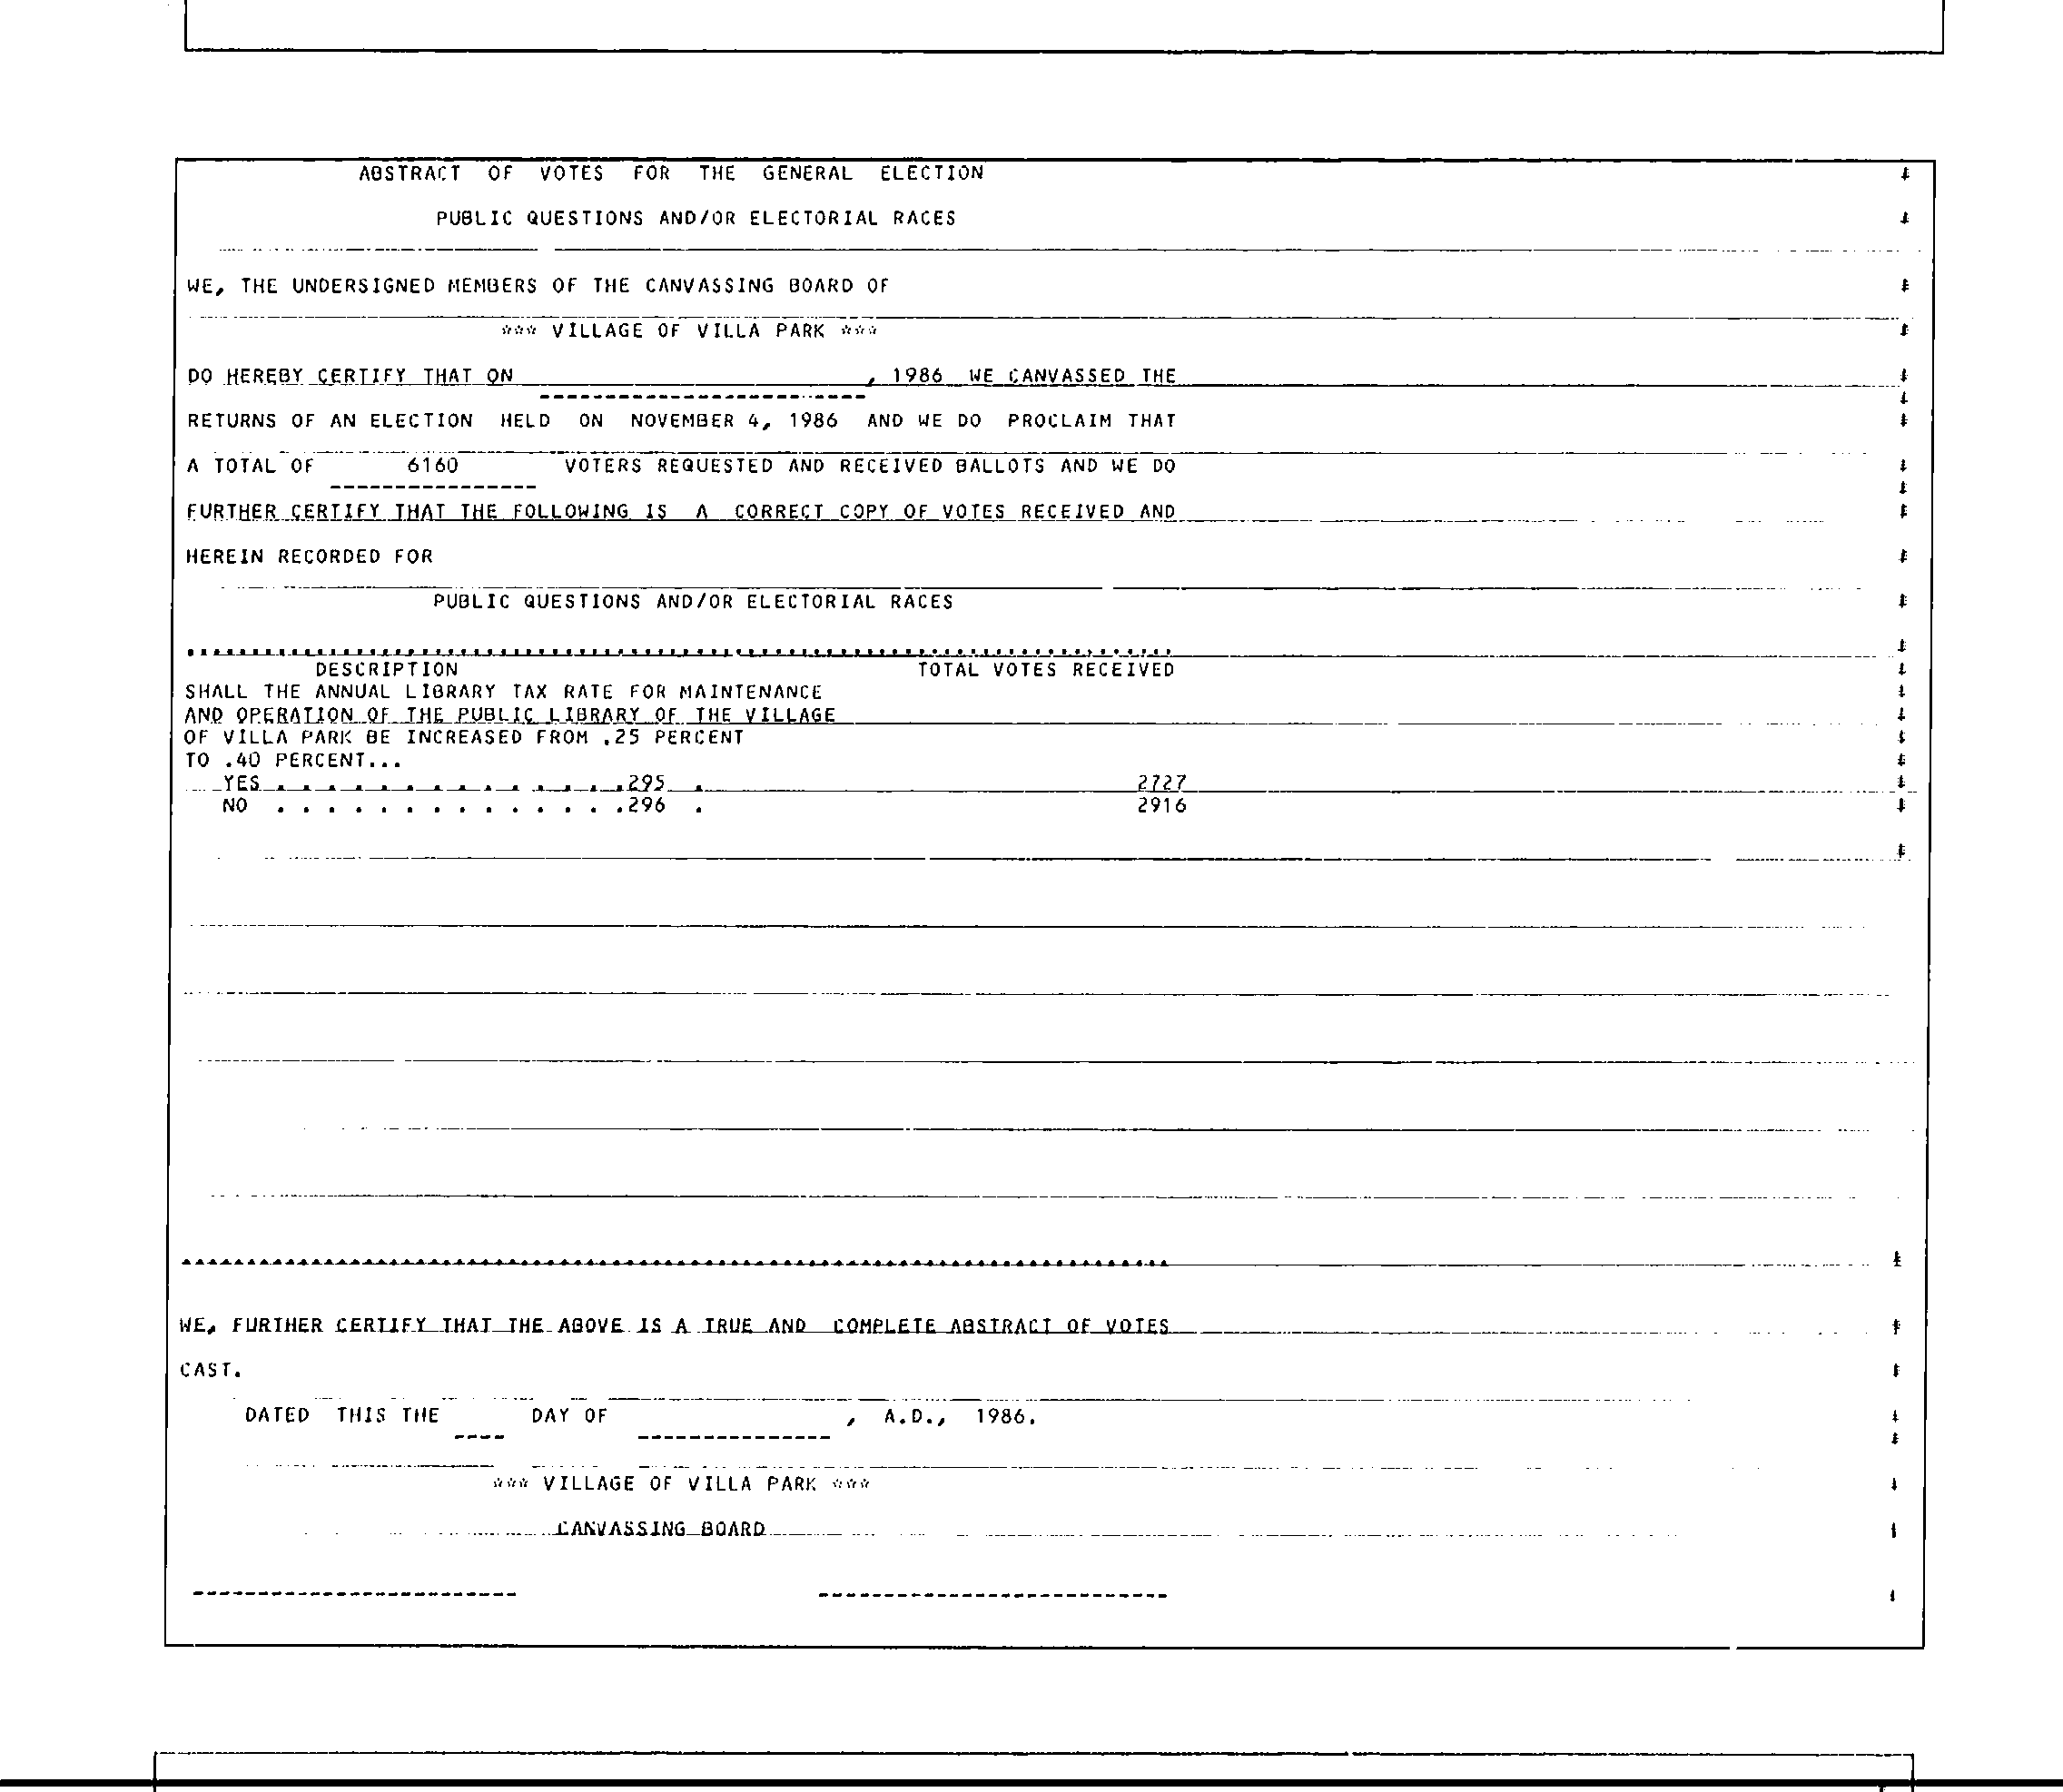 ABSTRACT OF VOTES FOR THE GENERAL ELECTION
PUBLIC QUESTIONS AND/OR ELECTORIAL RACES
WE, THE UNDERSIGNED MEMBERS OF THE CANVASSING BOARD OF
*** VILLAGE OF VILLA PARK ***
DO HEREBY CERTIFY THAT ON , 1986 WE CANVASSED THE
RETURNS OF AN ELECTION HELD ON NOVEMBER 4, 1986 AND WE DO PROCLAIM THAT
A TOTAL OF 6160 VOTERS REQUESTED AND RECEIVED BALLOTS AND WE DO
FURTHER CERTIFY THAT THE FOLLOWING IS A CORRECT COPY OF VOTES RECEIVED AND
HEREIN RECORDED FOR
PUBLIC QUESTIONS AND/OR ELECTORIAL RACES
DESCRIPTION TOTAL VOTES RECEIVED
SHALL THE ANNUAL LIBRARY TAX RATE FOR MAINTENANCE
AND OPERATION OF THE PUBLIC LIBRARY OF THE VILLAGE
OF VILLA PARK BE INCREASED FROM .25 PERCENT
TO .40 PERCENT...
YES . . . . . . . . . . . . . .295 . 2727
NO . . . . . . . . . . . . . .296 . 2916
WE, FURTHER CERTIFY THAT THE ABOVE IS A TRUE AND COMPLETE ABSTRACT OF VOTES
CAST.
DATED THIS THE ---- DAY OF --------------- , A.D., 1986.
*** VILLAGE OF VILLA PARK ***
CANVASSING BOARD